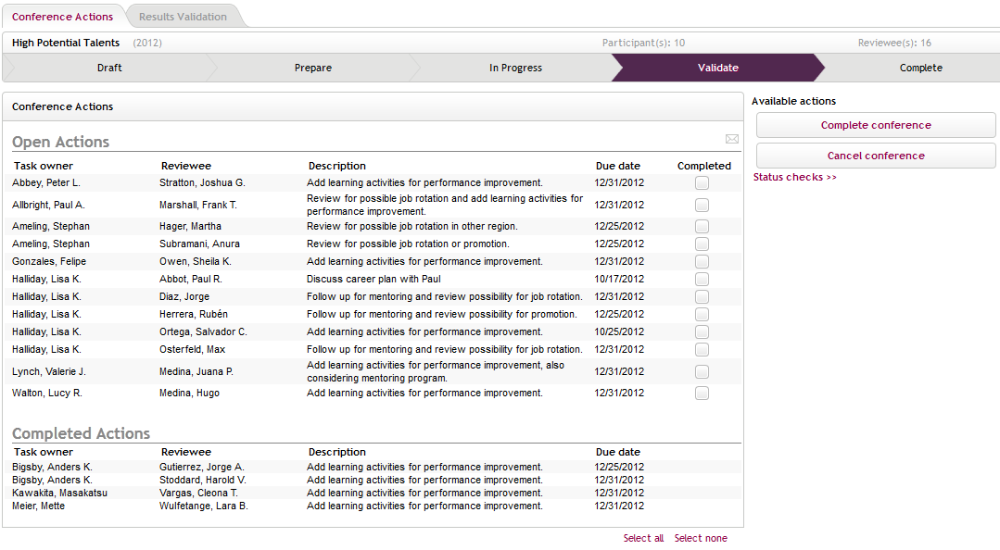 Conference Actions Results Validation
High Potential Talents (2012) Participant(s): 10 Reviewee(s): 16
Draft Prepare In Progress Validate Complete
Conference Actions
Open Actions
Task owner Reviewee Description Due date Completed
Abbey, Peter L. Stratton, Joshua G. Add learning activities for performance improvement. 12/31/2012
Allbright, Paul A. Marshall, Frank T. Review for possible job rotation and add learning activities for
performance improvement. 12/31/2012
Ameling, Stephan Hager, Martha Review for possible job rotation in other region. 12/25/2012
Ameling, Stephan Subramani, Anura Review for possible job rotation or promotion. 12/25/2012
Gonzales, Felipe Owen, Sheila K. Add learning activities for performance improvement. 12/31/2012
Halliday, Lisa K. Abbot, Paul R. Discuss career plan with Paul 10/17/2012
Halliday, Lisa K. Diaz, Jorge Follow up for mentoring and review possibility for job rotation. 12/31/2012
Halliday, Lisa K. Herrera, Rubén Follow up for mentoring and review possibility for promotion. 12/25/2012
Halliday, Lisa K. Ortega, Salvador C. Add learning activities for performance improvement. 10/25/2012
Halliday, Lisa K. Osterfeld, Max Follow up for mentoring and review possibility for job rotation. 12/31/2012
Lynch, Valerie J. Medina, Juana P. Add learning activities for performance improvement, also
considering mentoring program. 12/31/2012
Walton, Lucy R. Medina, Hugo Add learning activities for performance improvement. 12/31/2012
Completed Actions
Task owner Reviewee Description Due date
Bigsby, Anders K. Gutierrez, Jorge A. Add learning activities for performance improvement. 12/25/2012
Bigsby, Anders K. Stoddard, Harold V. Add learning activities for performance improvement. 12/31/2012
Kawakita, Masakatsu Vargas, Cleona T. Add learning activities for performance improvement. 12/31/2012
Meier, Mette Wulfetange, Lara B. Add learning activities for performance improvement. 12/31/2012
Select all Select none
Available actions
Complete conference
Cancel conference
Status checks >>